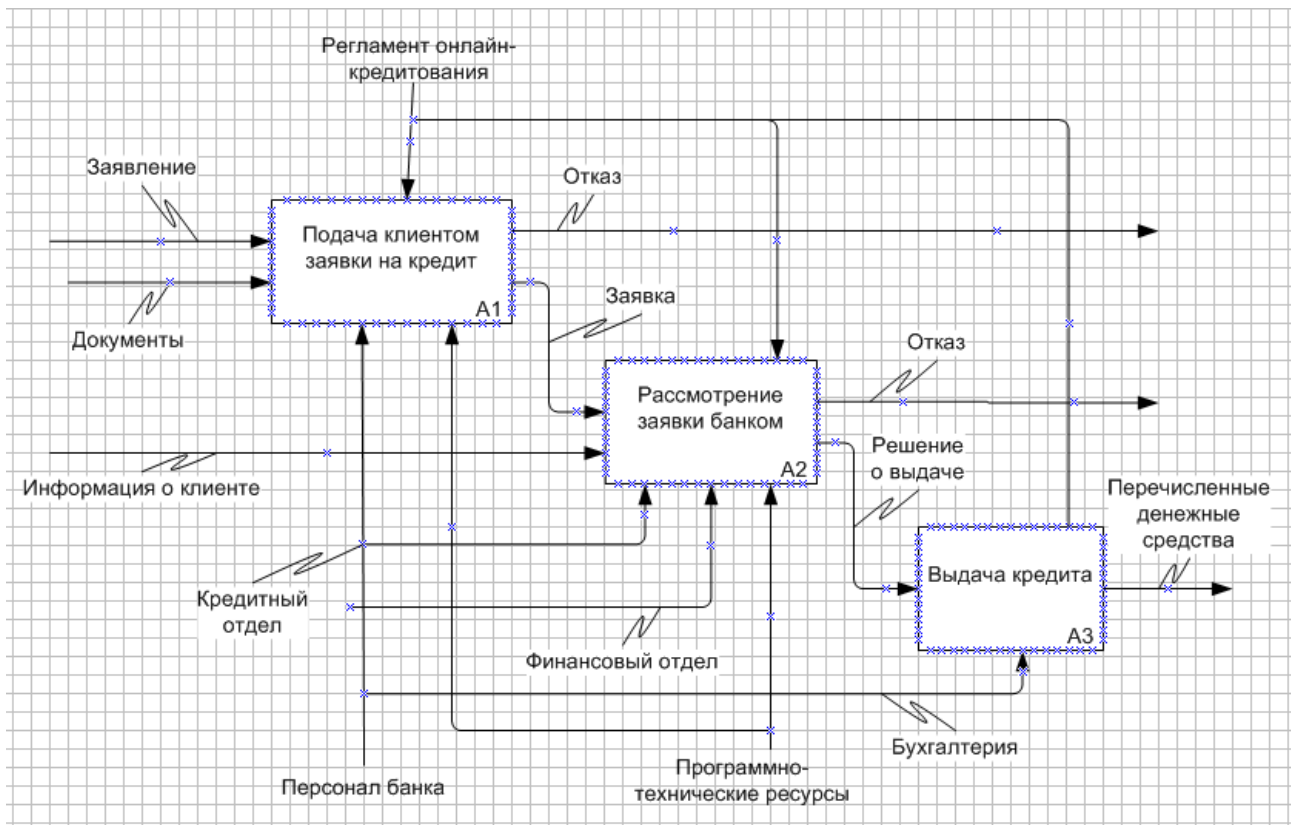 Регламент онлайн-
кредитования
Заявление
Отказ
Подача клиентом
заявки на кредит
A1
Документы
Заявка
Отказ
Рассмотрение
заявки банком
A2
Информация о клиенте
Решение
о выдаче
Перечисленные
денежные
средства
Выдача кредита
A3
Кредитный
отдел
Финансовый отдел
Бухгалтерия
Персонал банка
Программно-
технические ресурсы